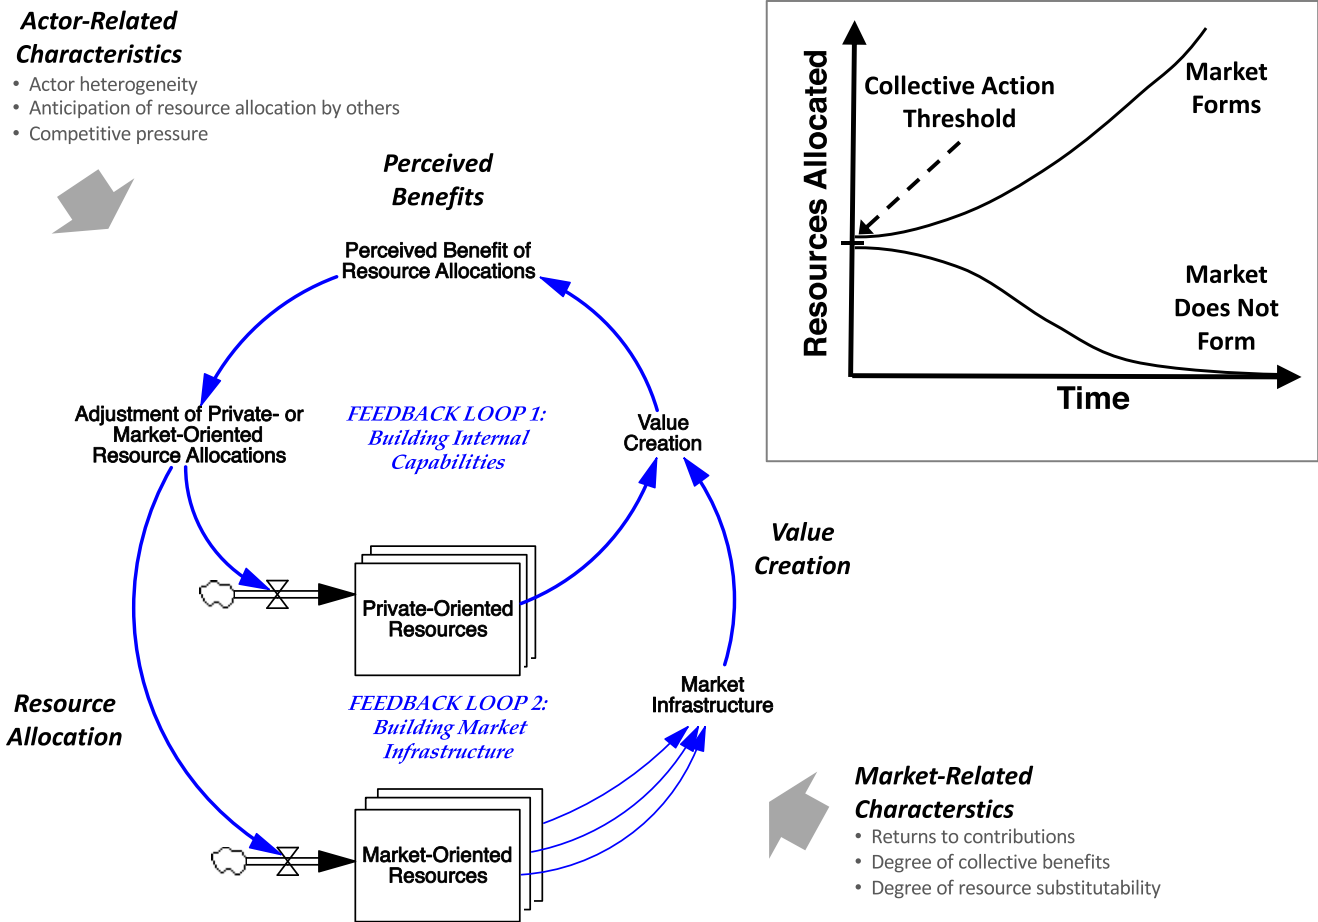 Actor-Related
Characteristics
• Actor heterogeneity
• Anticipation of resource allocation by others
• Competitive pressure
Perceived
Benefits
Perceived Benefit of
Resource Allocations
Adjustment of Private- or
Market-Oriented
Resource Allocations
FEEDBACK LOOP 1:
Building Internal
Capabilities
Value
Creation
Value
Creation
Private-Oriented
Resources
Resource
Allocation
FEEDBACK LOOP 2:
Building Market
Infrastructure
Market
Infrastructure
Market-Oriented
Resources
Market-Related
Characterstics
• Returns to contributions
• Degree of collective benefits
• Degree of resource substitutability
Resources Allocated
Collective Action
Threshold
Market
Forms
Market
Does Not
Form
Time